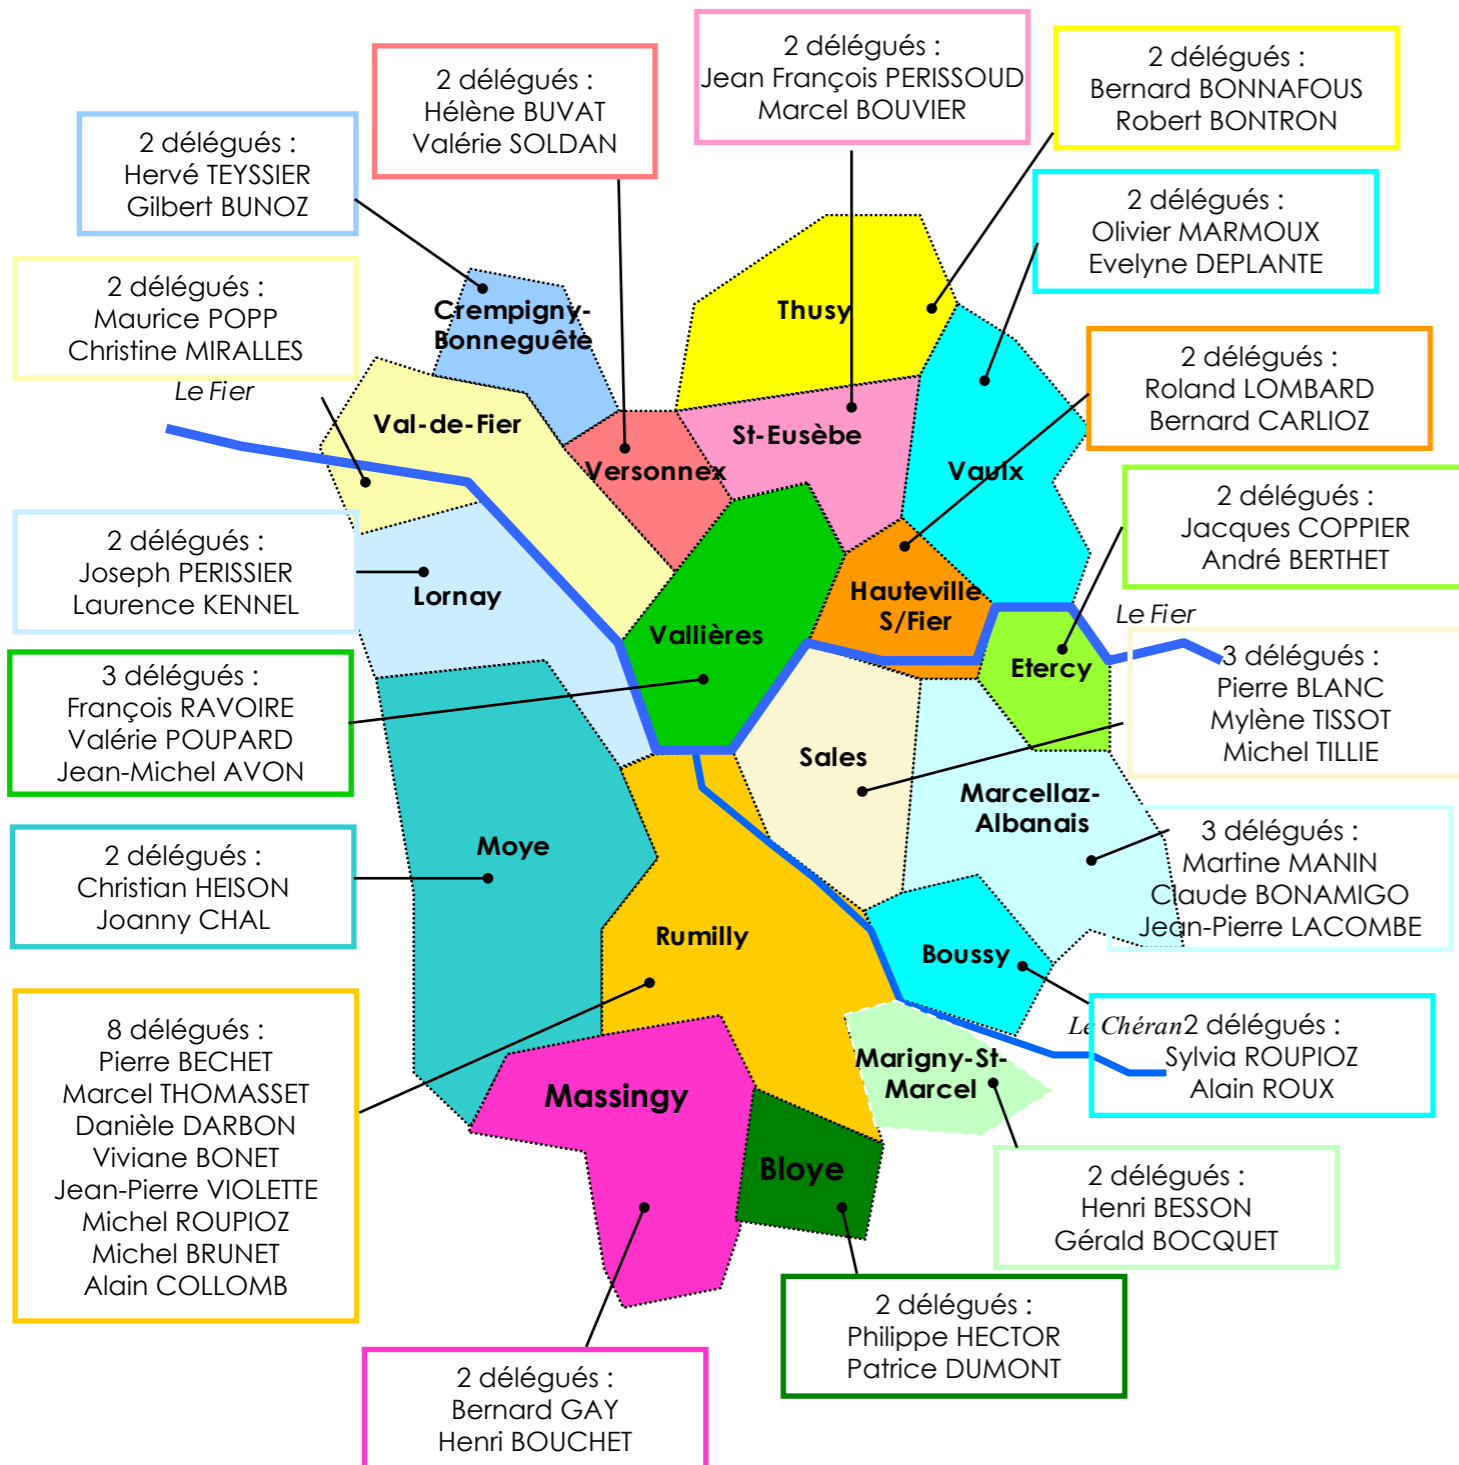 2 délégués :
Jean François PERISSOUD
Marcel BOUVIER
2 délégués :
Bernard BONNAFOUS
Robert BONTRON
2 délégués :
Hélène BUVAT
Valérie SOLDAN
2 délégués :
Hervé TEYSSIER
Gilbert BUNOZ
2 délégués :
Olivier MARMOUX
Evelyne DEPLANTE
2 délégués :
Maurice POPP
Christine MIRALLES
Le Fier
Crempigny-
Bonneguête
Thusy
2 délégués :
Roland LOMBARD
Bernard CARLIOZ
Val-de-Fier
Versonnex
St-Eusèbe
Vaulx
2 délégués :
Jacques COPPIER
André BERTHET
2 délégués :
Joseph PERISSIER
Laurence KENNEL
Lornay
Vallières
Hauteville
S/Fier
Etercy
Le Fier
3 délégués :
Pierre BLANC
Mylène TISSOT
Michel TILLIE
3 délégués :
François RAVOIRE
Valérie POUPARD
Jean-Michel AVON
Sales
Marcellaz-
Albanais
3 délégués :
Martine MANIN
Claude BONAMIGO
Jean-Pierre LACOMBE
2 délégués :
Christian HEISON
Joanny CHAL
Moye
Rumilly
Boussy
Le Chéran
2 délégués :
Sylvia ROUPIOZ
Alain ROUX
8 délégués :
Pierre BECHET
Marcel THOMASSET
Danièle DARBON
Viviane BONET
Jean-Pierre VIOLETTE
Michel ROUPIOZ
Michel BRUNET
Alain COLLOMB
Marigny-St-
Marcel
Massingy
Bloye
2 délégués :
Henri BESSON
Gérald BOCQUET
2 délégués :
Philippe HECTOR
Patrice DUMONT
2 délégués :
Bernard GAY
Henri BOUCHET